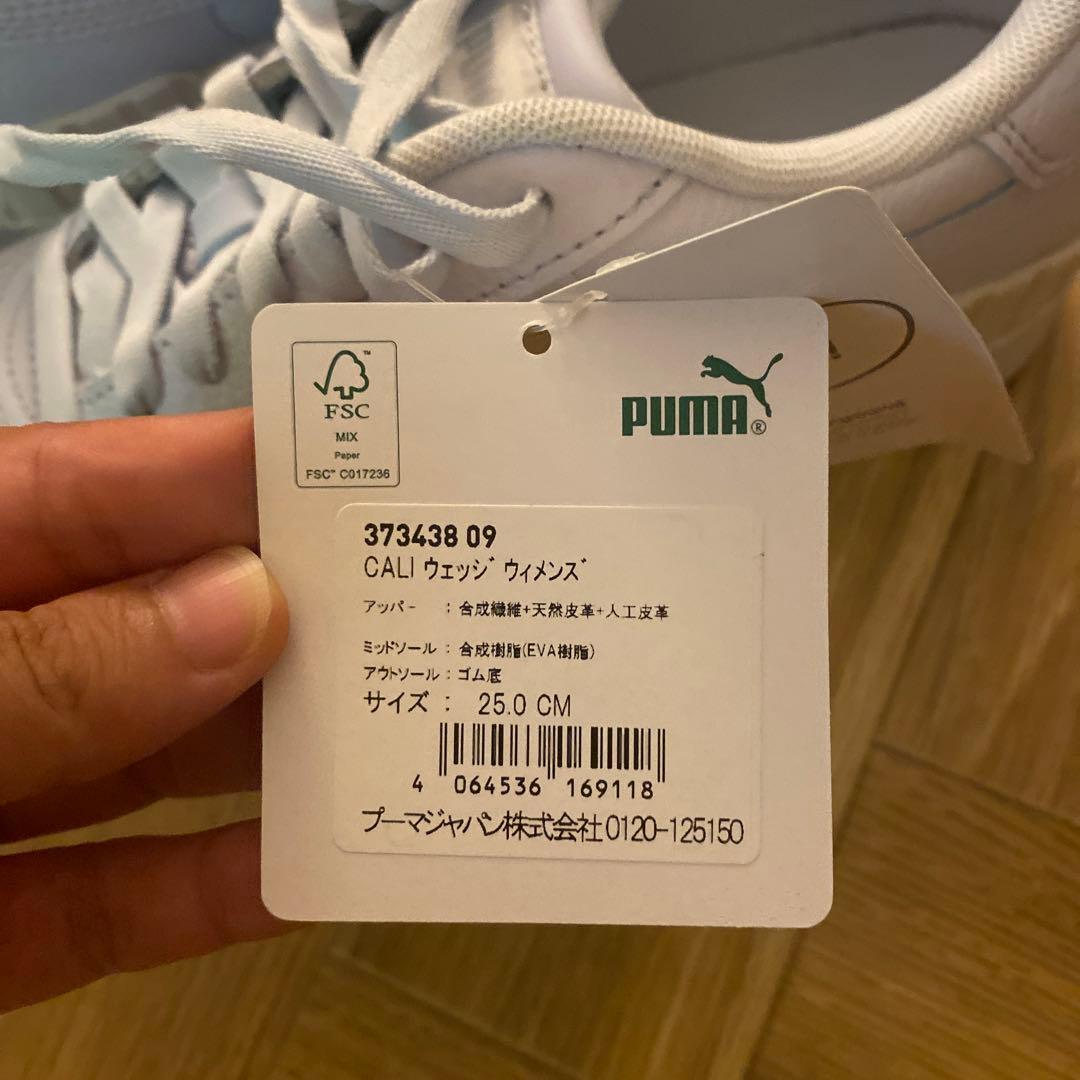 FSC
MIX
Paper
FSC™ C017236
PUMA®
373438 09
CALI ウェッジ ウィメンズ
アッパー : 合成繊維+天然皮革+人工皮革
ミッドソール : 合成樹脂(EVA樹脂)
アウトソール : ゴム底
サイズ : 25.0 CM
4 064536 169118
プーマジャパン株式会社0120-125150